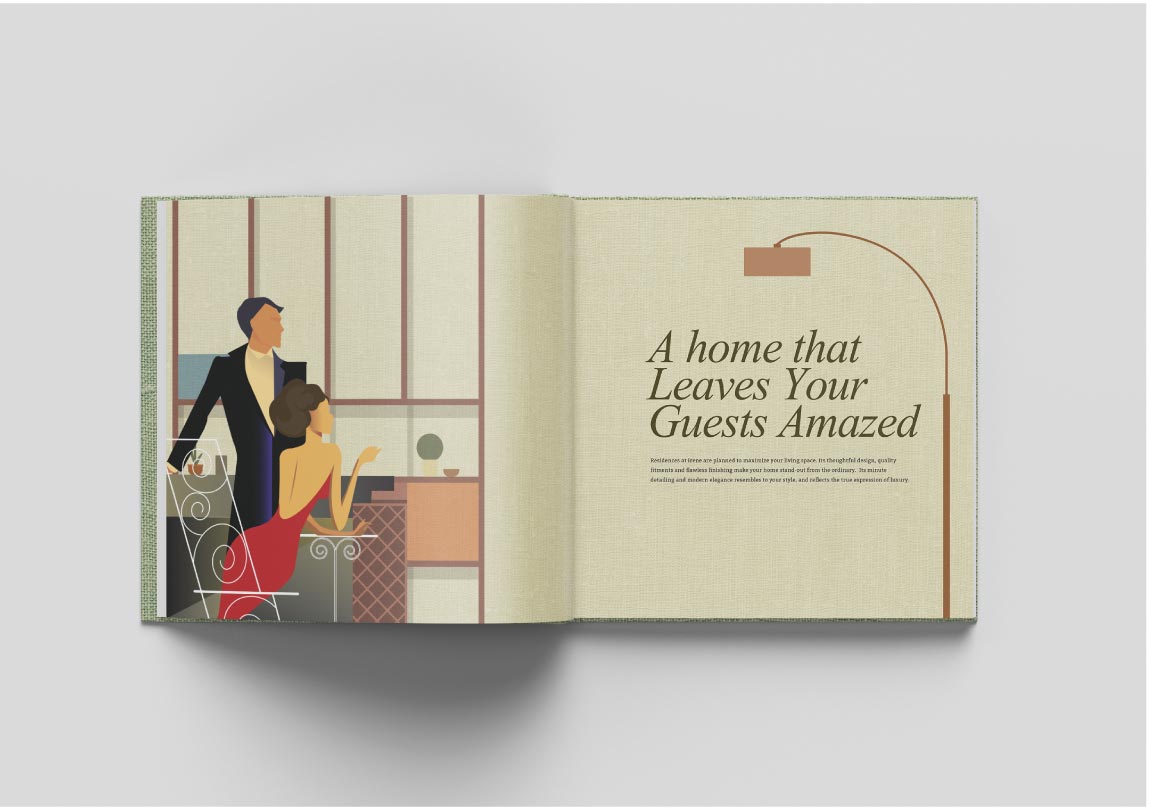 A home that
Leaves Your
Guests Amazed
Residences at irene are planned to maximize your living space. Its thoughtful design, quality
fitments and flawless finishing make your home stand-out from the ordinary. Its minute
detailing and modern elegance resembles to your style, and reflects the true expression of luxury.